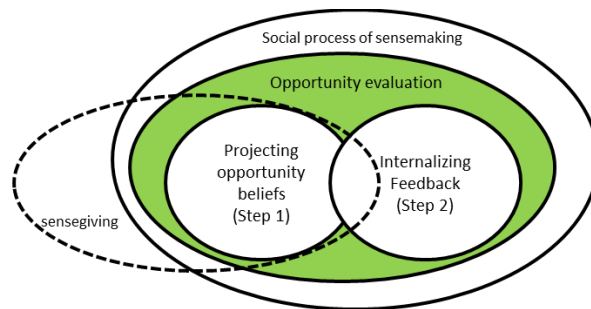 Social process of sensemaking
Opportunity evaluation
Projecting
opportunity
beliefs
(Step 1)
Internalizing
Feedback
(Step 2)
sensegiving